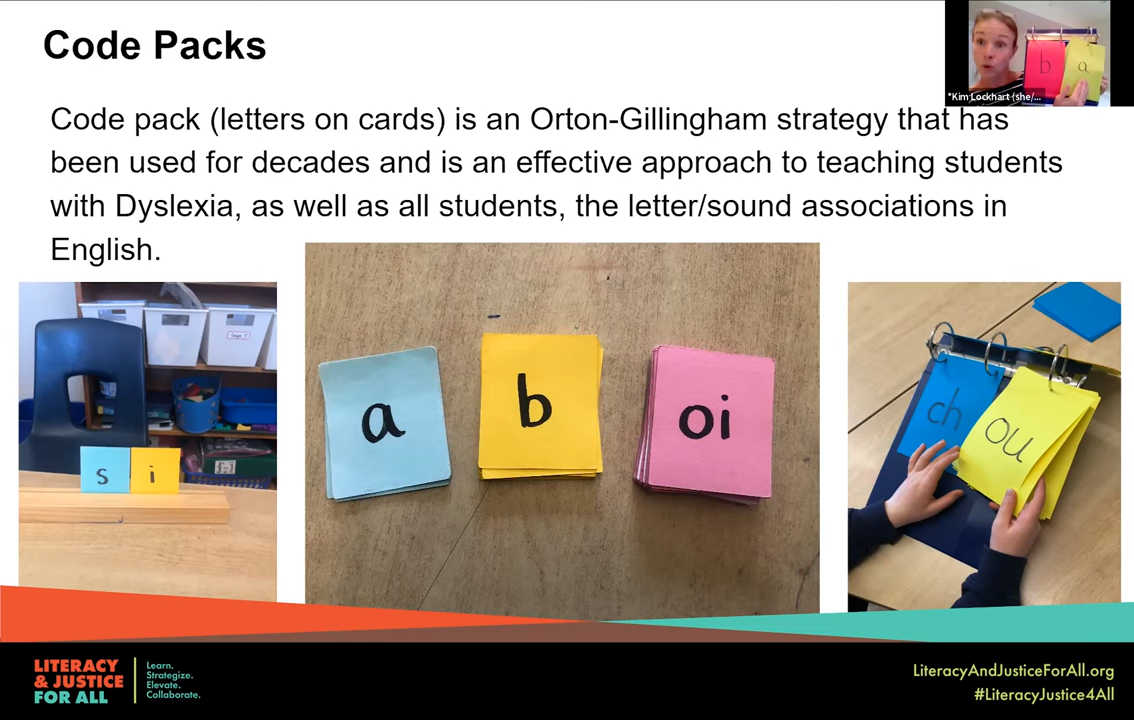 Code Packs
b a
*Kim Lockhart (she/...
Code pack (letters on cards) is an Orton-Gillingham strategy that has
been used for decades and is an effective approach to teaching students
with Dyslexia, as well as all students, the letter/sound associations in
English.
s i
a b oi
ch ou
LITERACY
& JUSTICE
FOR ALL
Learn.
Strategize.
Elevate.
Collaborate.
LiteracyAndJusticeForAll.org
#LiteracyJustice4All